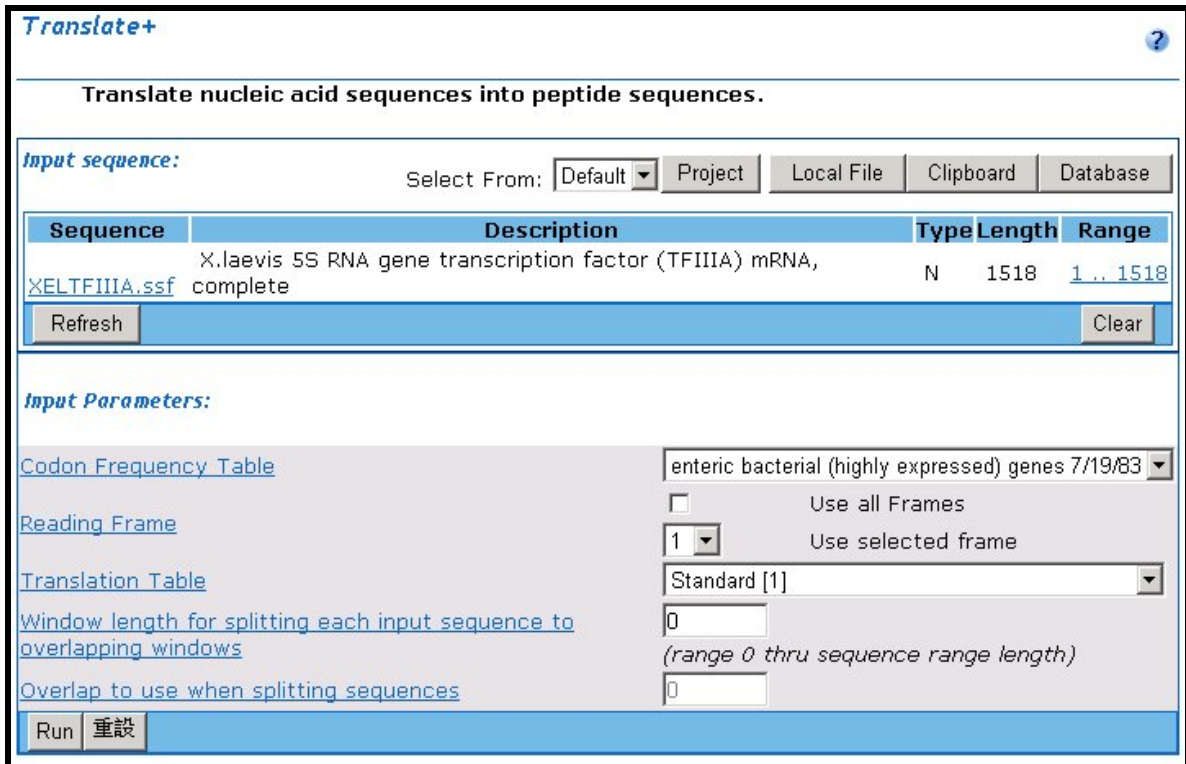 Translate+
?
Translate nucleic acid sequences into peptide sequences.
Input sequence:
Select From: Default Project Local File Clipboard Database
Sequence Description Type Length Range
X.laevis 5S RNA gene transcription factor (TFIIIA) mRNA,
XELTFIIIA.ssf complete N 1518 1 .. 1518
Refresh Clear
Input Parameters:
Codon Frequency Table enteric bacterial (highly expressed) genes 7/19/83
Use all Frames
Reading Frame
1 Use selected frame
Translation Table Standard [1]
Window length for splitting each input sequence to 0
overlapping windows (range 0 thru sequence range length)
Overlap to use when splitting sequences 0
Run 重設